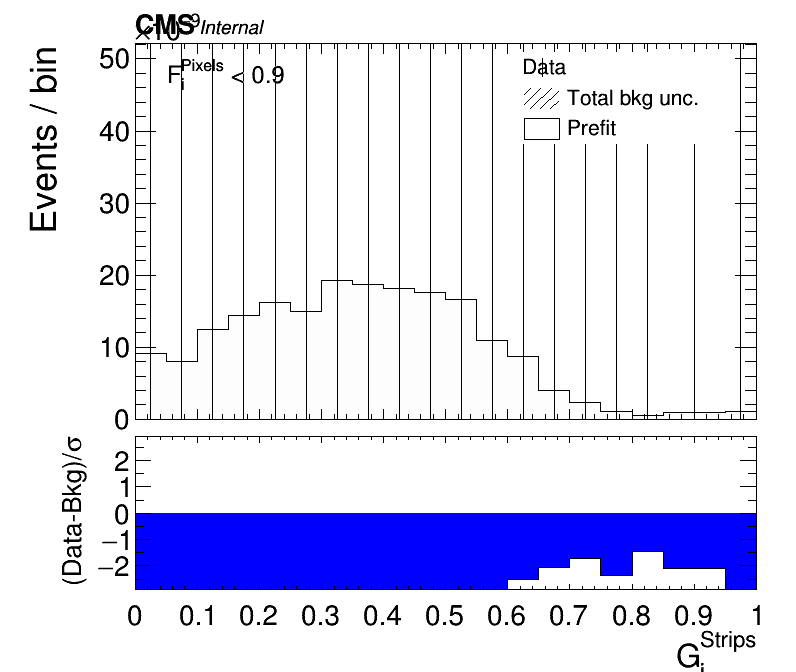 CMS Internal
×10⁹
F_i^Pixels < 0.9
Data
Total bkg unc.
Prefit
Events / bin
50
40
30
20
10
0
(Data-Bkg)/σ
2
1
0
−1
−2
0 0.1 0.2 0.3 0.4 0.5 0.6 0.7 0.8 0.9 1
G_i^Strips